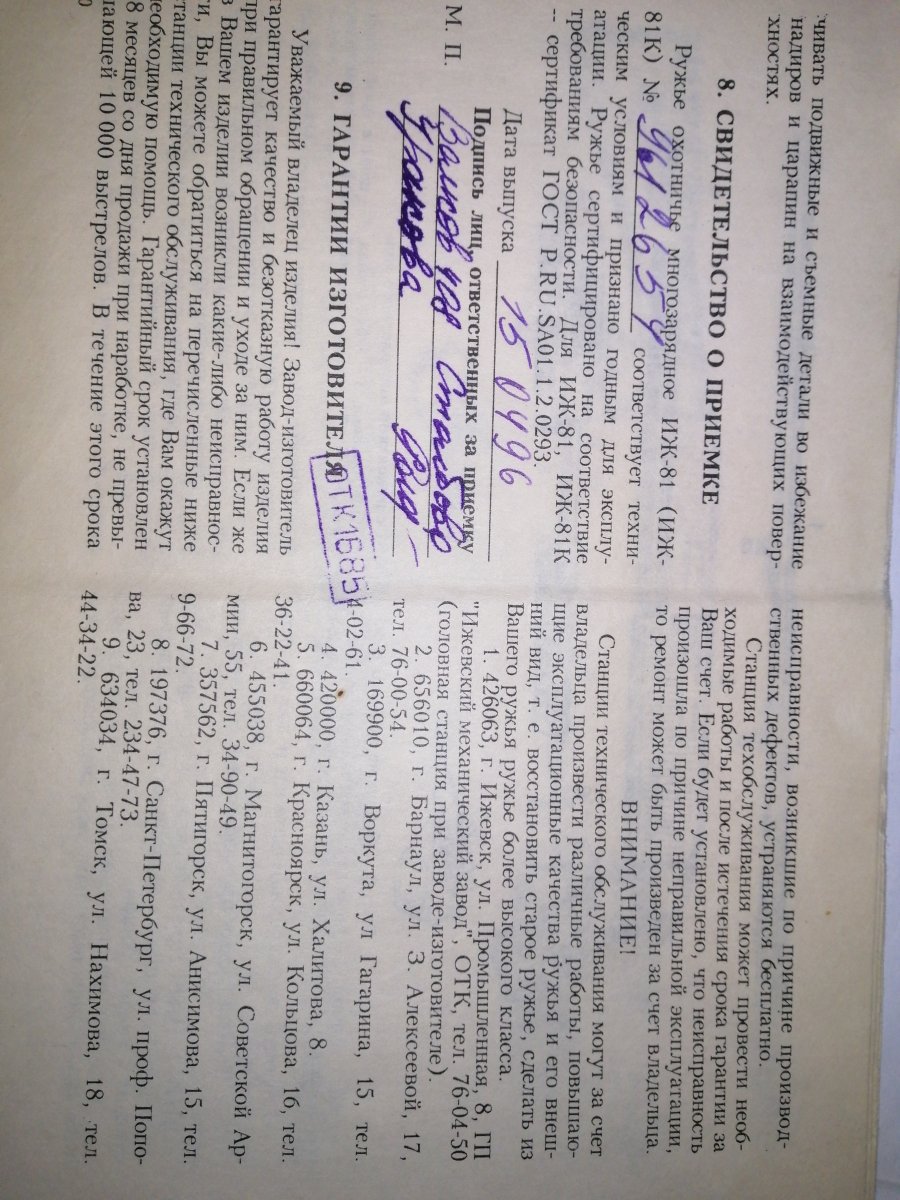 чивать подвижные и съемные детали во избежание
надиров и царапин на взаимодействующих повер-
хностях.
8. СВИДЕТЕЛЬСТВО О ПРИЕМКЕ
Ружье охотничье многозарядное ИЖ-81 (ИЖ-
81К) № 9612654 соответствует техни-
ческим условиям и признано годным для эксплу-
атации. Ружье сертифицировано на соответствие
требованиям безопасности. Для ИЖ-81, ИЖ-81К
-- сертификат ГОСТ Р.RU.SA01.1.2.0293.
Дата выпуска 15 04 96
Подпись лиц, ответственных за приемку
М. П.
9. ГАРАНТИИ ИЗГОТОВИТЕЛЯ
ОТК1685
Уважаемый владелец изделия! Завод-изготовитель
гарантирует качество и безотказную работу изделия
при правильном обращении и уходе за ним. Если же
в Вашем изделии возникли какие-либо неисправнос-
ти, Вы можете обратиться на перечисленные ниже
станции технического обслуживания, где Вам окажут
необходимую помощь. Гарантийный срок установлен
8 месяцев со дня продажи при наработке, не превы-
шающей 10 000 выстрелов. В течение этого срока
неисправности, возникшие по причине производ-
ственных дефектов, устраняются бесплатно.
Станция техобслуживания может провести необ-
ходимые работы и после истечения срока гарантии за
Ваш счет. Если будет установлено, что неисправность
произошла по причине неправильной эксплуатации,
то ремонт может быть произведен за счет владельца.
ВНИМАНИЕ!
Станции технического обслуживания могут за счет
владельца произвести различные работы, повышаю-
щие эксплуатационные качества ружья и его внеш-
ний вид, т. е. восстановить старое ружье, сделать из
Вашего ружья ружье более высокого класса.
1. 426063, г. Ижевск, ул. Промышленная, 8, ГП
"Ижевский механический завод", ОТК, тел. 76-04-50
(головная станция при заводе-изготовителе).
2. 656010, г. Барнаул, ул. З. Алексеевой, 17,
тел. 76-00-54.
3. 169900, г. Воркута, ул Гагарина, 15, тел.
4-02-61.
4. 420000, г. Казань, ул. Халитова, 8.
5. 660064, г. Красноярск, ул. Кольцова, 16, тел.
36-22-41.
6. 455038, г. Магнитогорск, ул. Советской Ар-
мии, 55, тел. 34-90-49.
7. 357562, г. Пятигорск, ул. Анисимова, 15, тел.
9-66-72.
8. 197376, г. Санкт-Петербург, ул. проф. Попо-
ва, 23, тел. 234-47-73.
9. 634034, г. Томск, ул. Нахимова, 18, тел.
44-34-22.